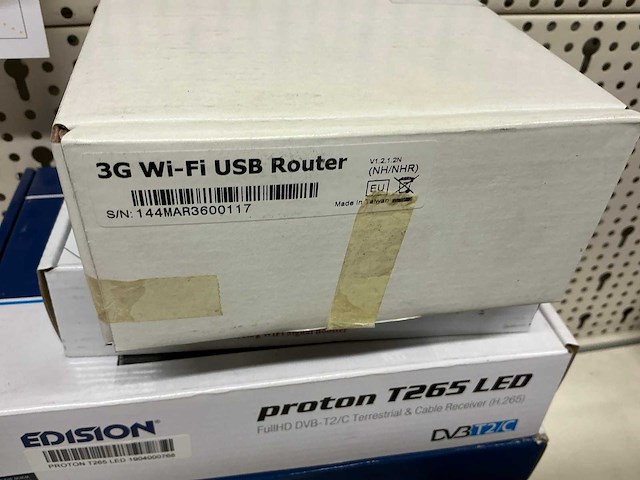 3G Wi-Fi USB Router
V1.2.1.2N
(NH/NHR)
EU
S/N: 144MAR3600117
Made In Taiwan
proton T265 LED
FullHD DVB-T2/C Terrestrial & Cable Receiver (H.265)
EDISION®
DVB T2/C
PROTON T265 LED 1904000768